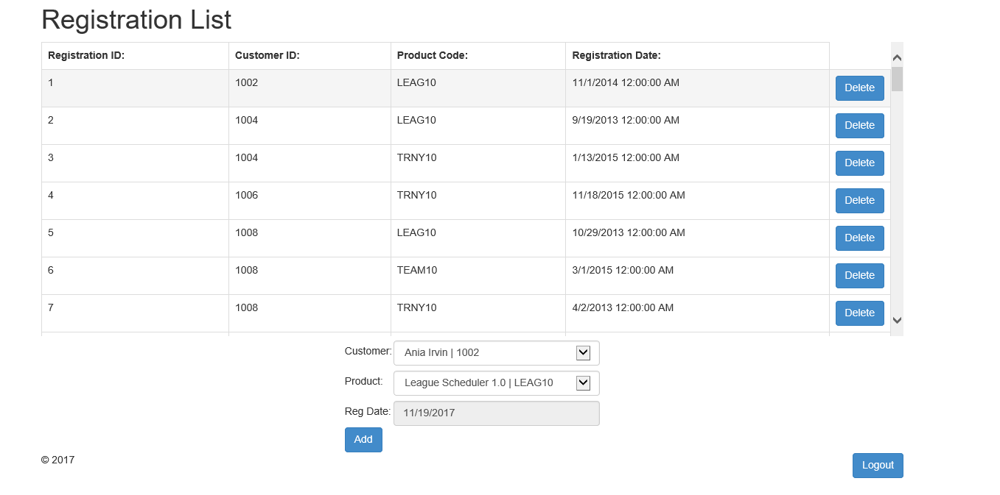 Registration List
Registration ID: Customer ID: Product Code: Registration Date:
1 1002 LEAG10 11/1/2014 12:00:00 AM Delete
2 1004 LEAG10 9/19/2013 12:00:00 AM Delete
3 1004 TRNY10 1/13/2015 12:00:00 AM Delete
4 1006 TRNY10 11/18/2015 12:00:00 AM Delete
5 1008 LEAG10 10/29/2013 12:00:00 AM Delete
6 1008 TEAM10 3/1/2015 12:00:00 AM Delete
7 1008 TRNY10 4/2/2013 12:00:00 AM Delete
Customer: Ania Irvin | 1002
Product: League Scheduler 1.0 | LEAG10
Reg Date: 11/19/2017
Add
© 2017
Logout